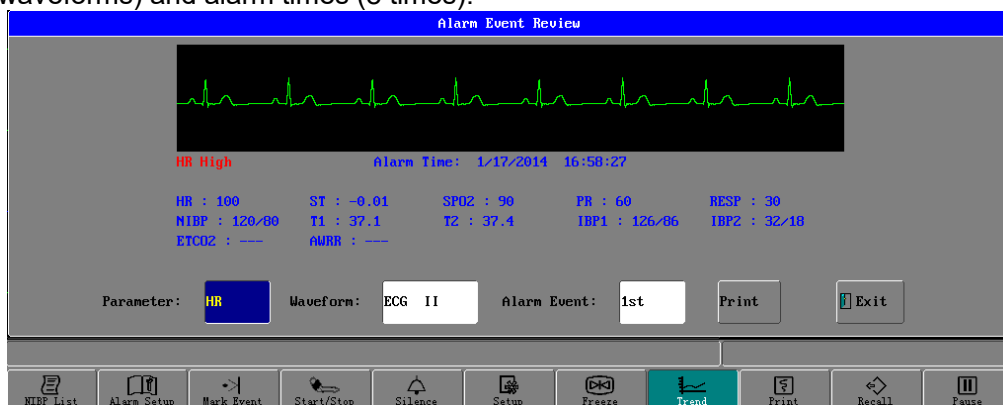 waveforms) and alarm times (8 times).
Alarm Event Review
HR High Alarm Time: 1/17/2014 16:58:27
HR : 100 ST : -0.01 SPO2 : 90 PR : 60 RESP : 30
NIBP : 120/80 T1 : 37.1 T2 : 37.4 IBP1 : 126/86 IBP2 : 32/18
ETCO2 : --- AWRR : ---
Parameter: HR Waveform: ECG II Alarm Event: 1st Print Exit
NIBP List Alarm Setup Mark Event Start/Stop Silence Setup Freeze Trend Print Recall Pause